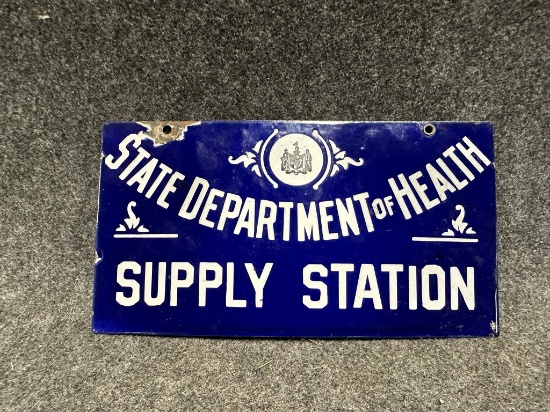 STATE DEPARTMENT OF HEALTH
SUPPLY STATION